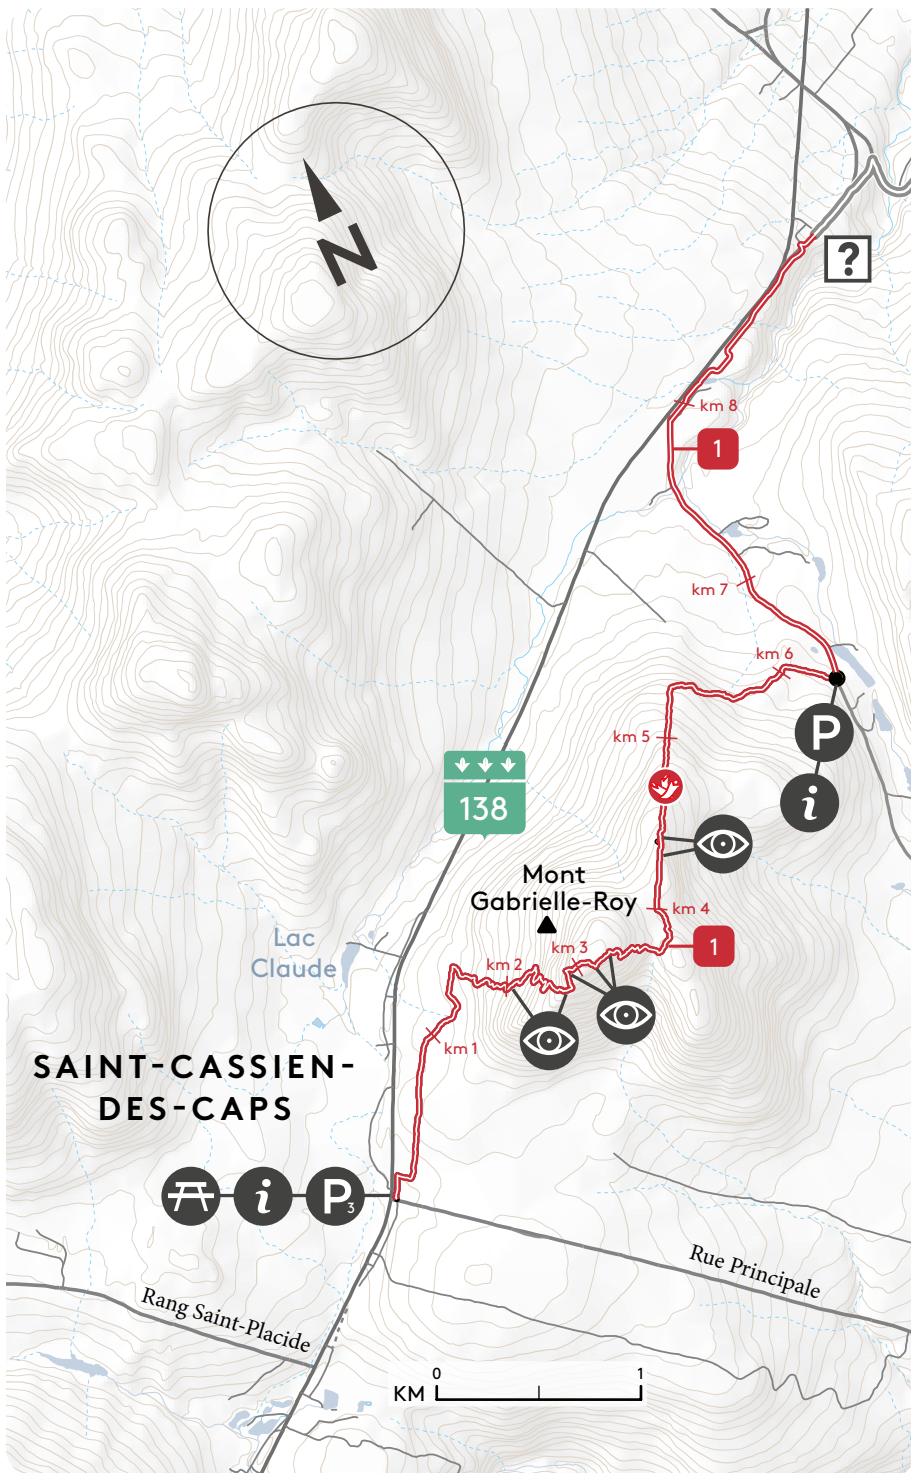 N
?
km 8
1
km 7
km 6
P
km 5
i
138
Mont
Gabrielle-Roy
km 4
1
km 3
km 2
Lac
Claude
km 1
SAINT-CASSIEN-
DES-CAPS
i P3
Rue Principale
Rang Saint-Placide
0 1
KM